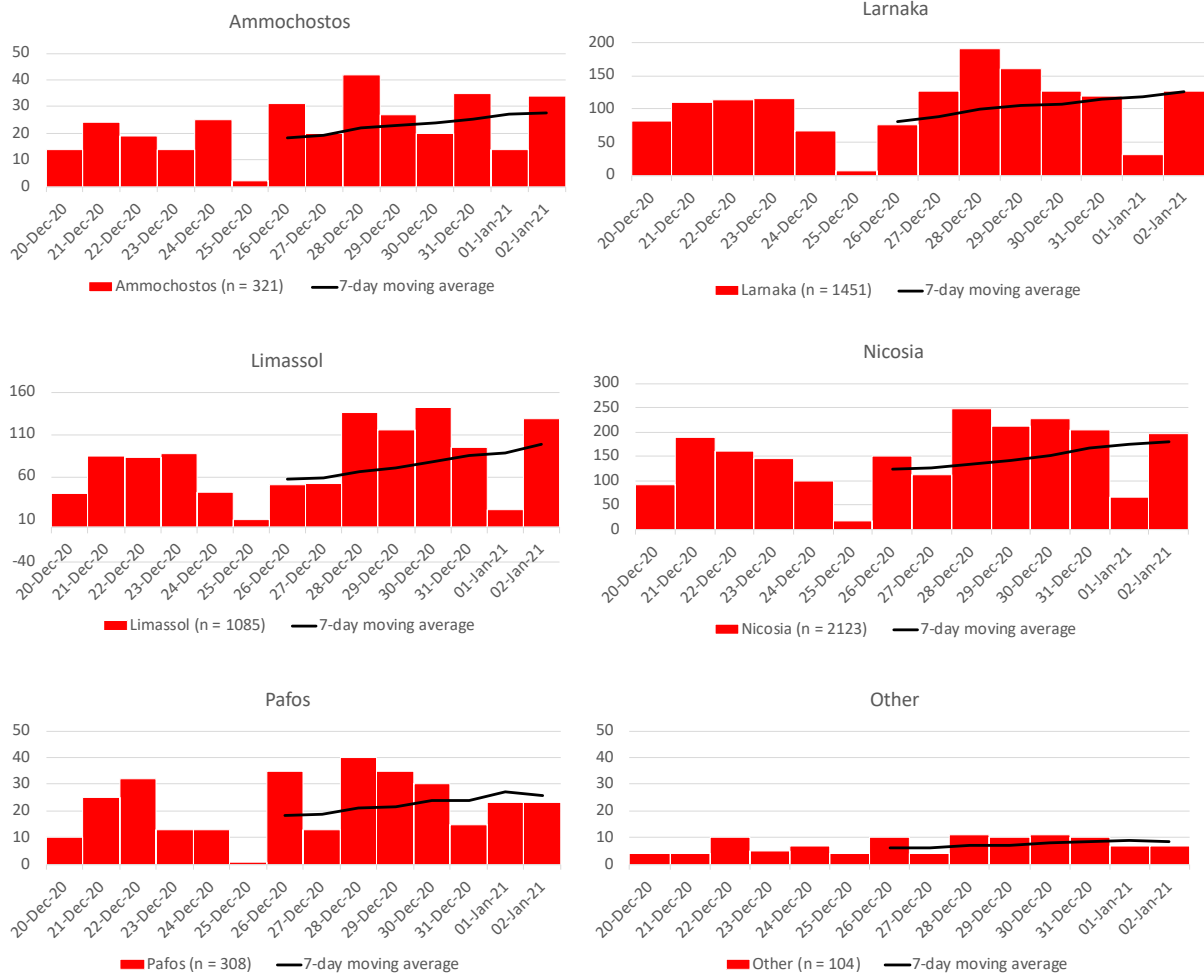 Ammochostos
50
40
30
20
10
0
20-Dec-20
21-Dec-20
22-Dec-20
23-Dec-20
24-Dec-20
25-Dec-20
26-Dec-20
27-Dec-20
28-Dec-20
29-Dec-20
30-Dec-20
31-Dec-20
01-Jan-21
02-Jan-21
Ammochostos (n = 321) 7-day moving average
Larnaka
200
150
100
50
0
20-Dec-20
21-Dec-20
22-Dec-20
23-Dec-20
24-Dec-20
25-Dec-20
26-Dec-20
27-Dec-20
28-Dec-20
29-Dec-20
30-Dec-20
31-Dec-20
01-Jan-21
02-Jan-21
Larnaka (n = 1451) 7-day moving average
Limassol
160
110
60
10
-40
20-Dec-20
21-Dec-20
22-Dec-20
23-Dec-20
24-Dec-20
25-Dec-20
26-Dec-20
27-Dec-20
28-Dec-20
29-Dec-20
30-Dec-20
31-Dec-20
01-Jan-21
02-Jan-21
Limassol (n = 1085) 7-day moving average
Nicosia
300
250
200
150
100
50
0
20-Dec-20
21-Dec-20
22-Dec-20
23-Dec-20
24-Dec-20
25-Dec-20
26-Dec-20
27-Dec-20
28-Dec-20
29-Dec-20
30-Dec-20
31-Dec-20
01-Jan-21
02-Jan-21
Nicosia (n = 2123) 7-day moving average
Pafos
50
40
30
20
10
0
20-Dec-20
21-Dec-20
22-Dec-20
23-Dec-20
24-Dec-20
25-Dec-20
26-Dec-20
27-Dec-20
28-Dec-20
29-Dec-20
30-Dec-20
31-Dec-20
01-Jan-21
02-Jan-21
Pafos (n = 308) 7-day moving average
Other
50
40
30
20
10
0
20-Dec-20
21-Dec-20
22-Dec-20
23-Dec-20
24-Dec-20
25-Dec-20
26-Dec-20
27-Dec-20
28-Dec-20
29-Dec-20
30-Dec-20
31-Dec-20
01-Jan-21
02-Jan-21
Other (n = 104) 7-day moving average